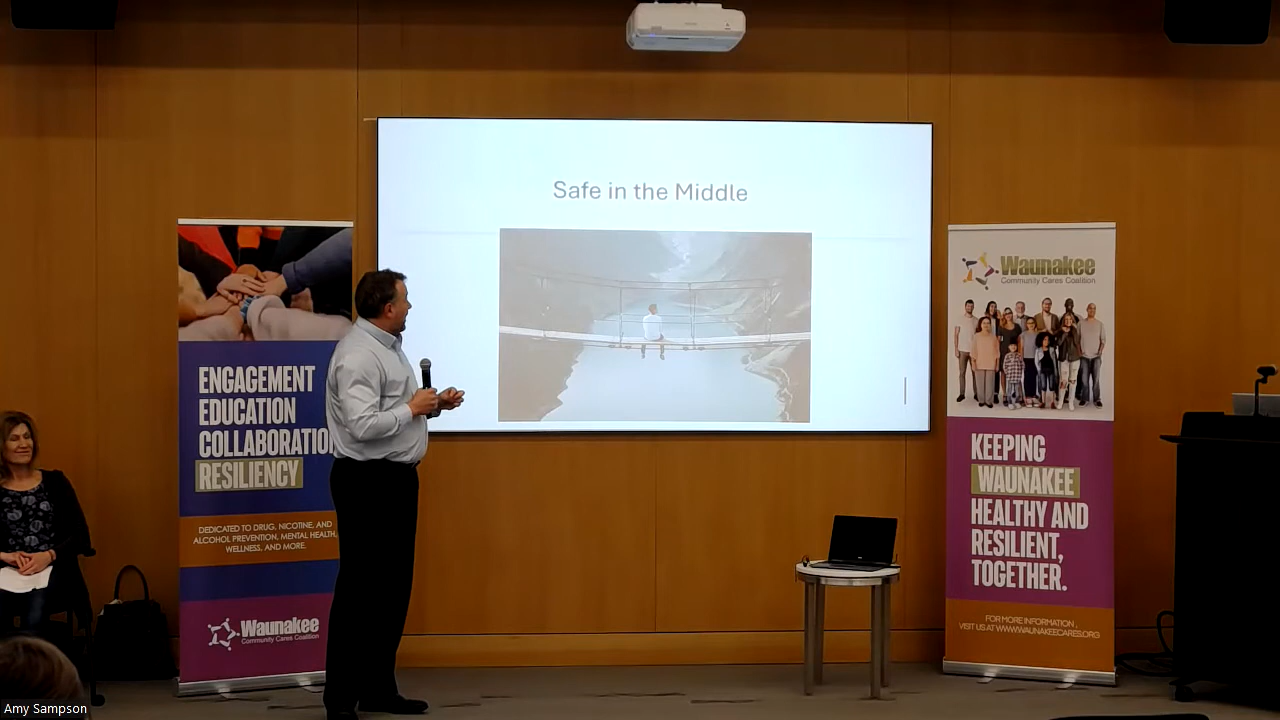 Safe in the Middle
ENGAGEMENT
EDUCATION
COLLABORATIO
RESILIENCY
DEDICATED TO DRUG, NICOTINE, AND
ALCOHOL PREVENTION, MENTAL HEALTH,
WELLNESS, AND MORE.
Waunakee
Community Cares Coalition
Waunakee
Community Cares Coalition
KEEPING
WAUNAKEE
HEALTHY AND
RESILIENT,
TOGETHER.
FOR MORE INFORMATION,
VISIT US AT WWW.WAUNAKEECARES.ORG
Amy Sampson